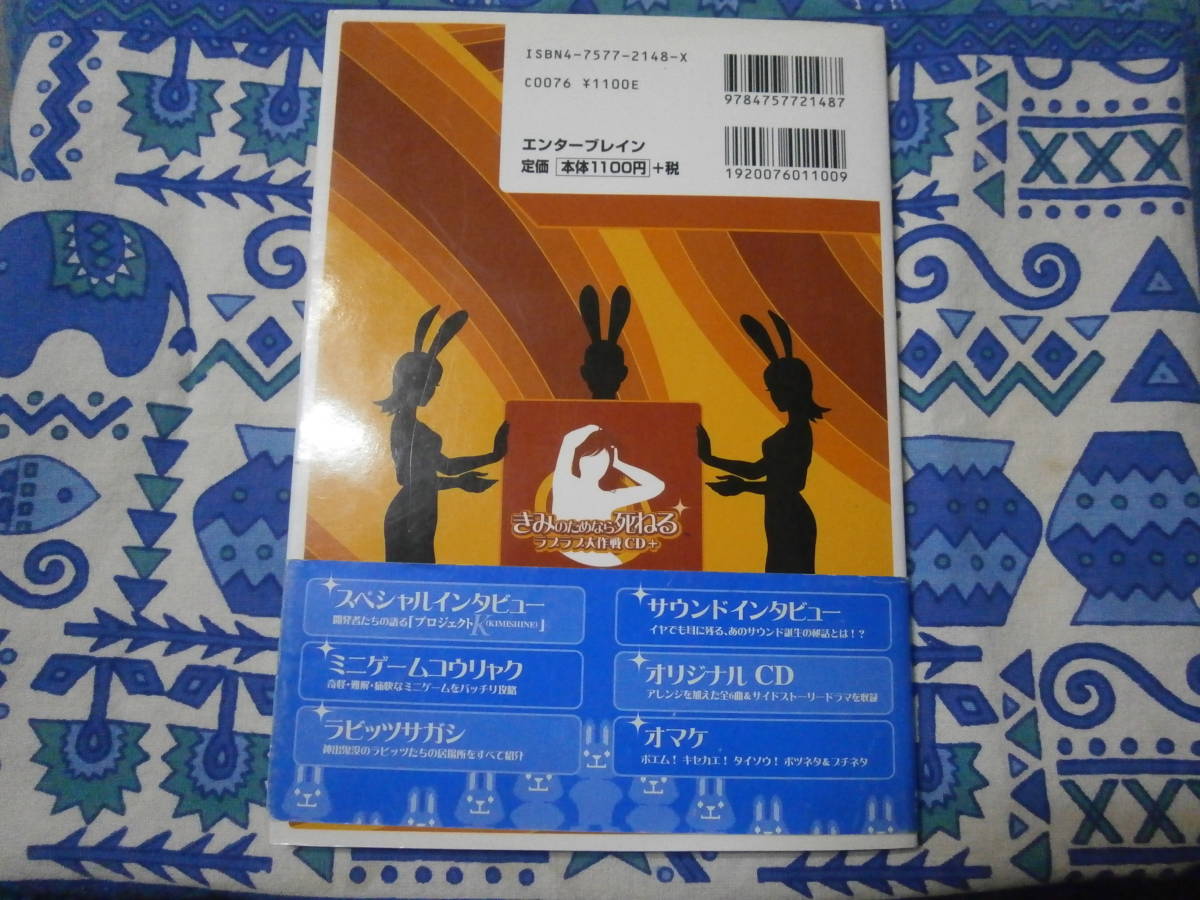 ISBN4-7577-2148-X
C0076 ¥1100E
9784757721487
エンターブレイン
定価 本体1100円+税
1920076011009
きみのためなら死ねる
ラブラブ大作戦CD+
スペシャルインタビュー
開発者たちの語る「プロジェクトK(KIMISHINE)」
ミニゲームコウリャク
奇怪・難解・痛快なミニゲームをバッチリ攻略
ラビッツサガシ
神出鬼没のラビッツたちの居場所をすべて紹介
サウンドインタビュー
イヤでも耳に残る、あのサウンド誕生の秘話とは!?
オリジナル CD
アレンジを加えた全6曲&サイドストーリードラマを収録
オマケ
ポエム! キセカエ! タイソウ! ボツネタ&プチネタ